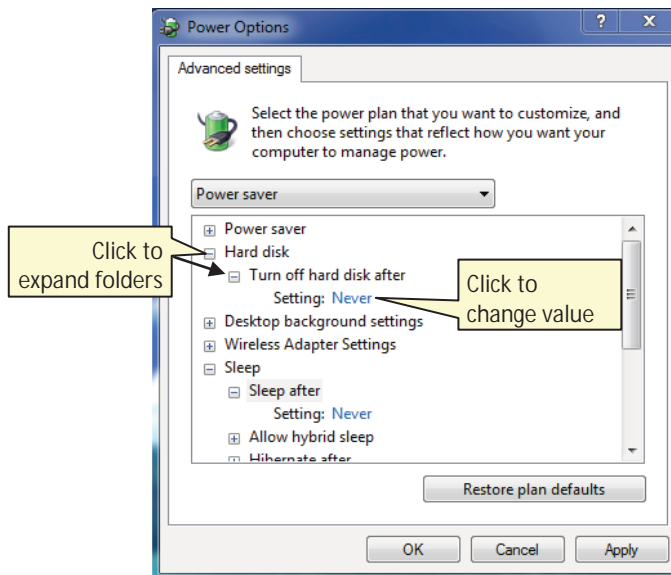 Power Options
Advanced settings
Select the power plan that you want to customize, and
then choose settings that reflect how you want your
computer to manage power.
Power saver
Power saver
Hard disk
Turn off hard disk after
Setting: Never
Desktop background settings
Wireless Adapter Settings
Sleep
Sleep after
Setting: Never
Allow hybrid sleep
Hibernate after
Click to
expand folders
Click to
change value
Restore plan defaults
OK
Cancel
Apply